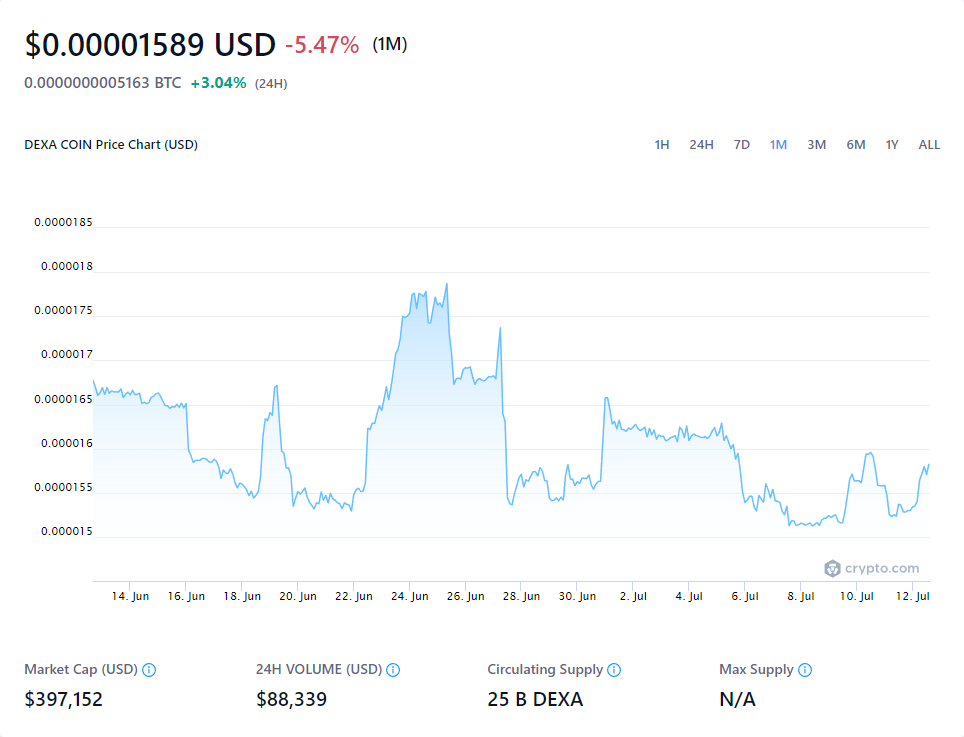 $0.00001589 USD -5.47% (1M)
0.0000000005163 BTC +3.04% (24H)
DEXA COIN Price Chart (USD) 1H 24H 7D 1M 3M 6M 1Y ALL
0.0000185
0.000018
0.0000175
0.000017
0.0000165
0.000016
0.0000155
0.000015
crypto.com
14. Jun 16. Jun 18. Jun 20. Jun 22. Jun 24. Jun 26. Jun 28. Jun 30. Jun 2. Jul 4. Jul 6. Jul 8. Jul 10. Jul 12. Jul
Market Cap (USD) 24H VOLUME (USD) Circulating Supply Max Supply
$397,152 $88,339 25 B DEXA N/A